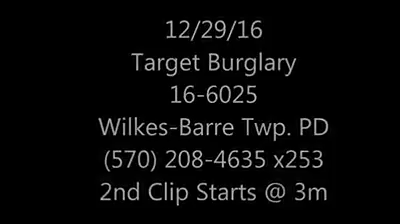 12/29/16
Target Burglary
16-6025
Wilkes-Barre Twp. PD
(570) 208-4635 x253
2nd Clip Starts @ 3m